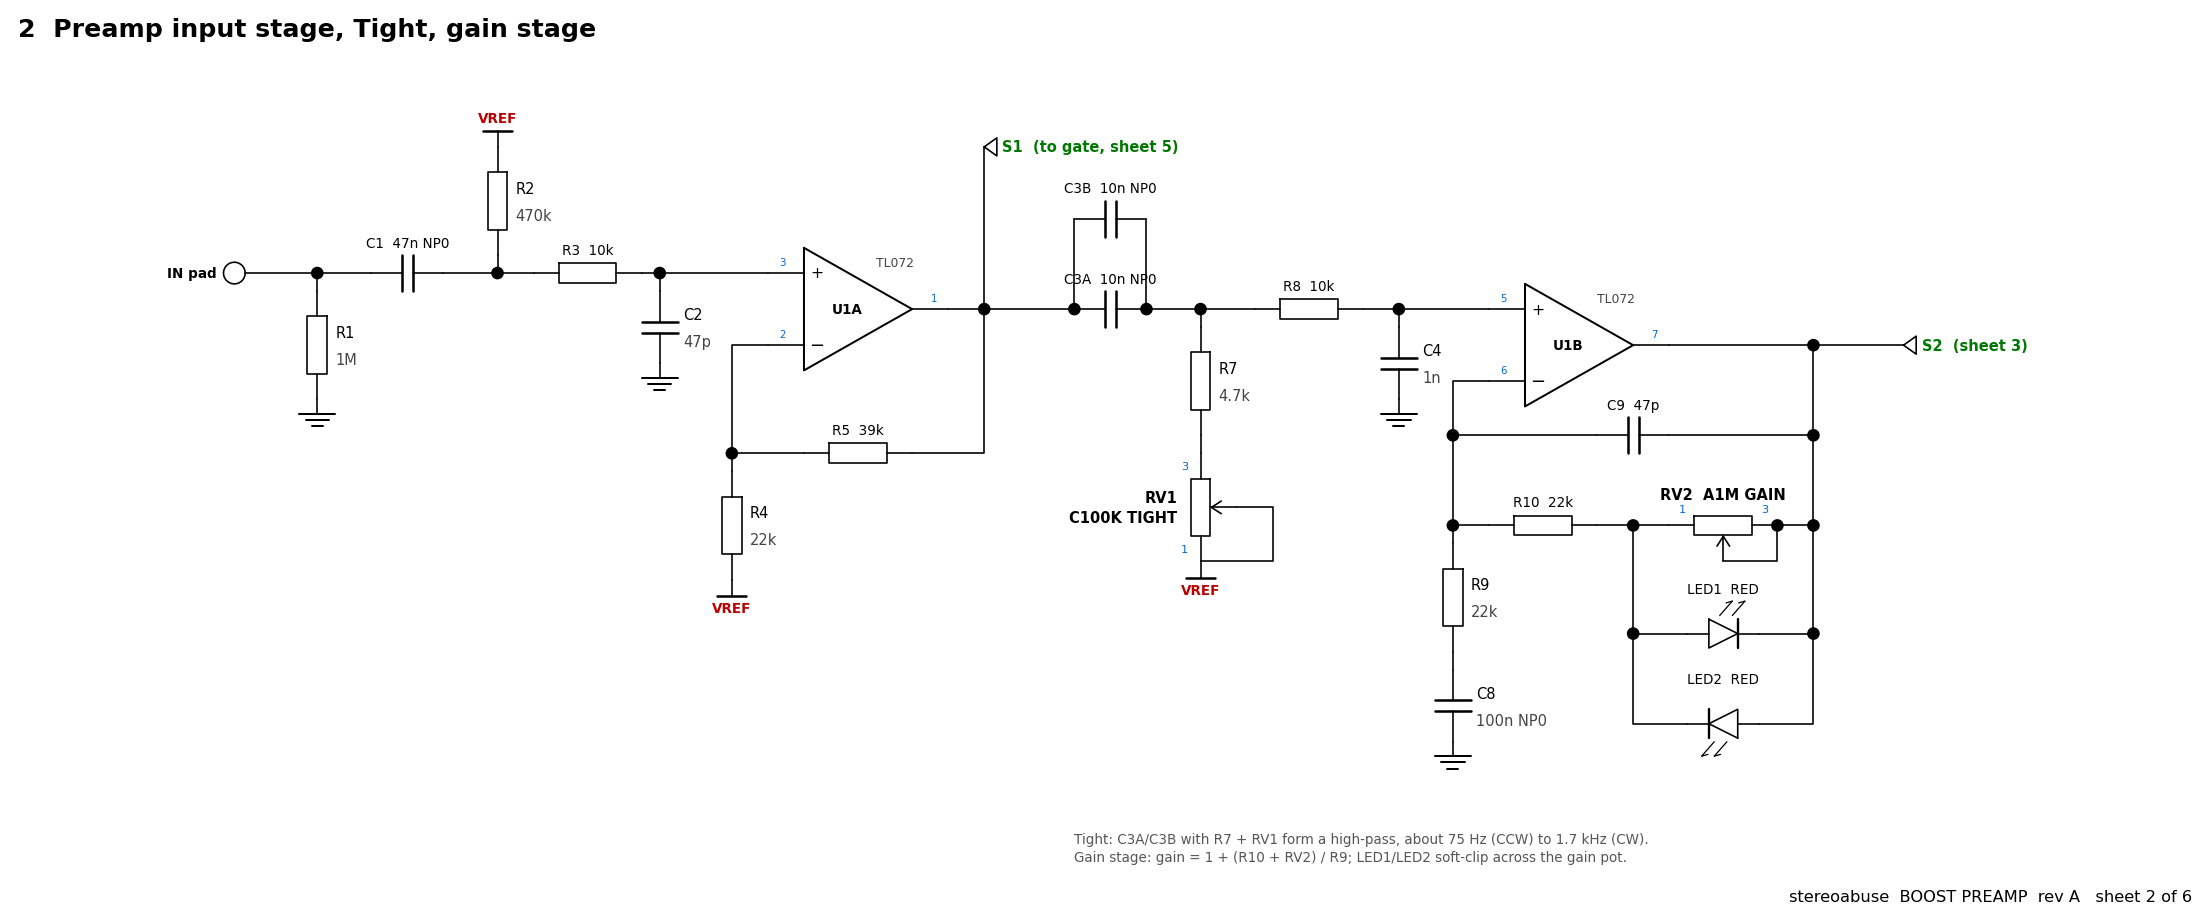 2  Preamp input stage, Tight, gain stage
VREF
S1  (to gate, sheet 5)
R2
470k
C3B  10n NP0
C1  47n NP0
R3  10k
IN pad
3
+
TL072
U1A
1
2
−
C3A  10n NP0
R8  10k
5
+
TL072
U1B
7
6
−
S2  (sheet 3)
R1
1M
C2
47p
R7
4.7k
C4
1n
C9  47p
R5  39k
3
RV1
C100K TIGHT
1
VREF
R4
22k
VREF
R10  22k
RV2  A1M GAIN
1
3
R9
22k
LED1  RED
LED2  RED
C8
100n NP0
Tight: C3A/C3B with R7 + RV1 form a high-pass, about 75 Hz (CCW) to 1.7 kHz (CW).
Gain stage: gain = 1 + (R10 + RV2) / R9; LED1/LED2 soft-clip across the gain pot.
stereoabuse  BOOST PREAMP  rev A   sheet 2 of 6